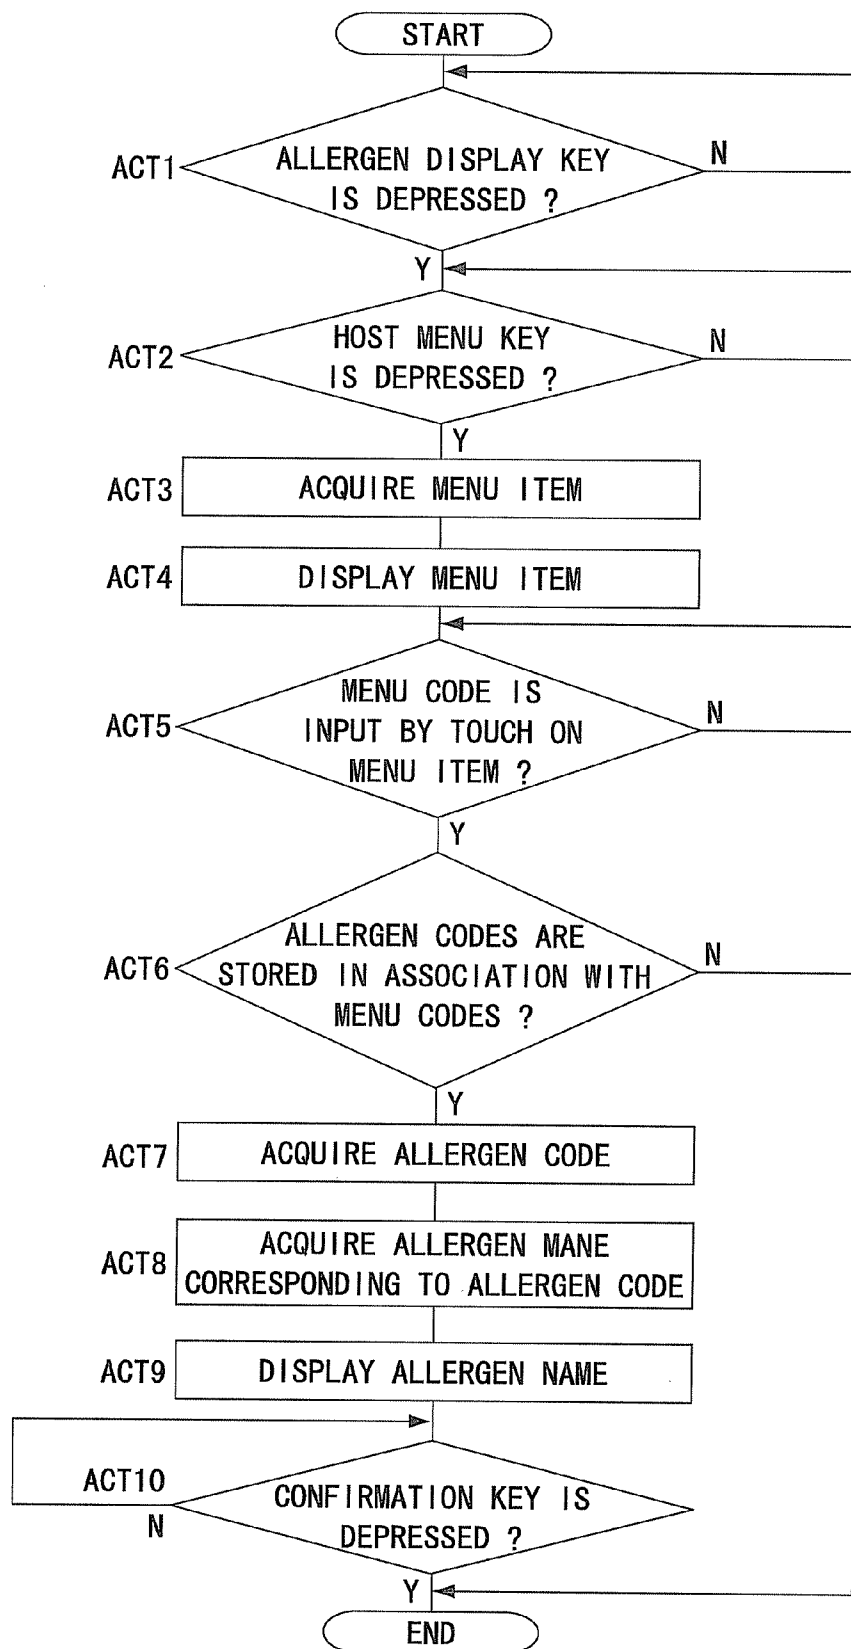 START
ACT1
ALLERGEN DISPLAY KEY
IS DEPRESSED ?
N
Y
ACT2
HOST MENU KEY
IS DEPRESSED ?
N
Y
ACT3
ACQUIRE MENU ITEM
ACT4
DISPLAY MENU ITEM
ACT5
MENU CODE IS
INPUT BY TOUCH ON
MENU ITEM ?
N
Y
ACT6
ALLERGEN CODES ARE
STORED IN ASSOCIATION WITH
MENU CODES ?
N
Y
ACT7
ACQUIRE ALLERGEN CODE
ACT8
ACQUIRE ALLERGEN MANE
CORRESPONDING TO ALLERGEN CODE
ACT9
DISPLAY ALLERGEN NAME
ACT10
N
CONFIRMATION KEY IS
DEPRESSED ?
Y
END